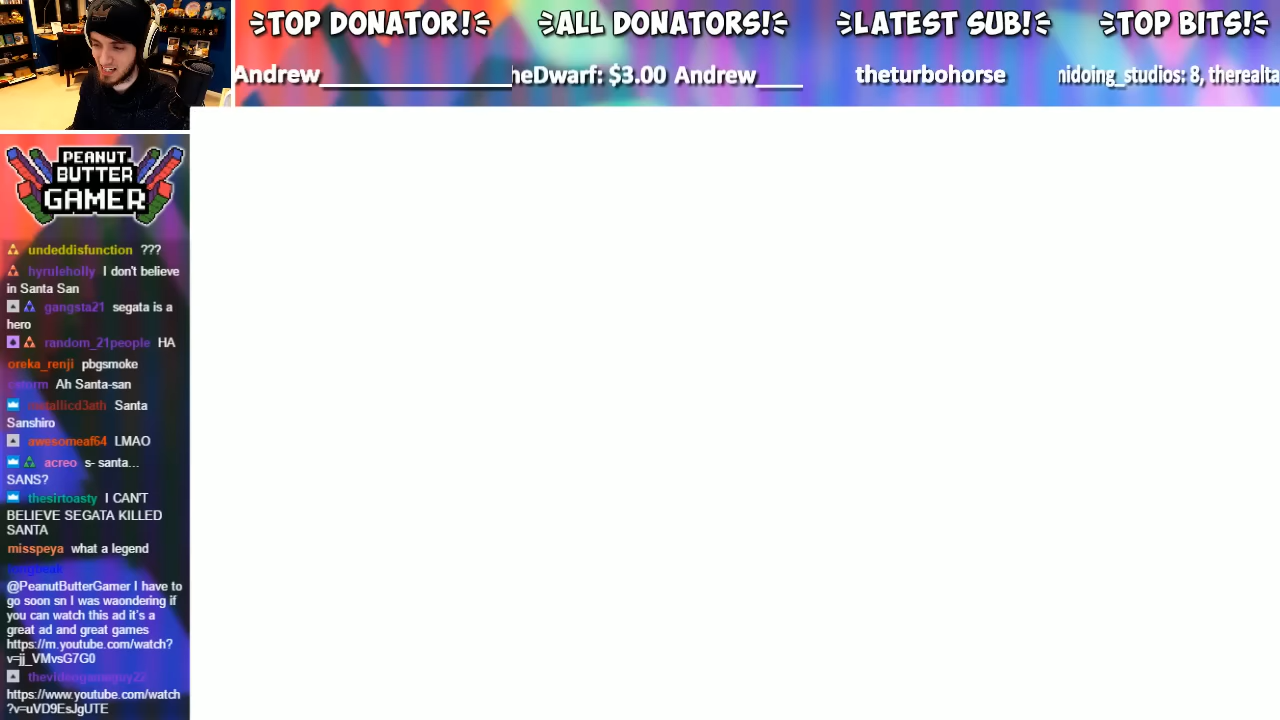 TOP DONATOR!
ALL DONATORS!
LATEST SUB!
TOP BITS!
Andrew______________________
heDwarf: $3.00 Andrew____
theturbohorse
nidoing_studios: 8, therealta
PEANUT
BUTTER
GAMER
undeddisfunction ???
hyruleholly I don't believe
in Santa San
gangsta21 segata is a
hero
random_21people HA
oreka_renji pbgsmoke
Ah Santa-san
metallicd3ath Santa
Sanshiro
awesomeaf64 LMAO
acreo s- santa...
SANS?
thesirtoasty I CAN'T
BELIEVE SEGATA KILLED
SANTA
misspeya what a legend
@PeanutButterGamer I have to
go soon sn I was waondering if
you can watch this ad it's a
great ad and great games
https://m.youtube.com/watch?
v=jj_VMvsG7G0
thevideogameguy22
https://www.youtube.com/watch
?v=uVD9EsJgUTE